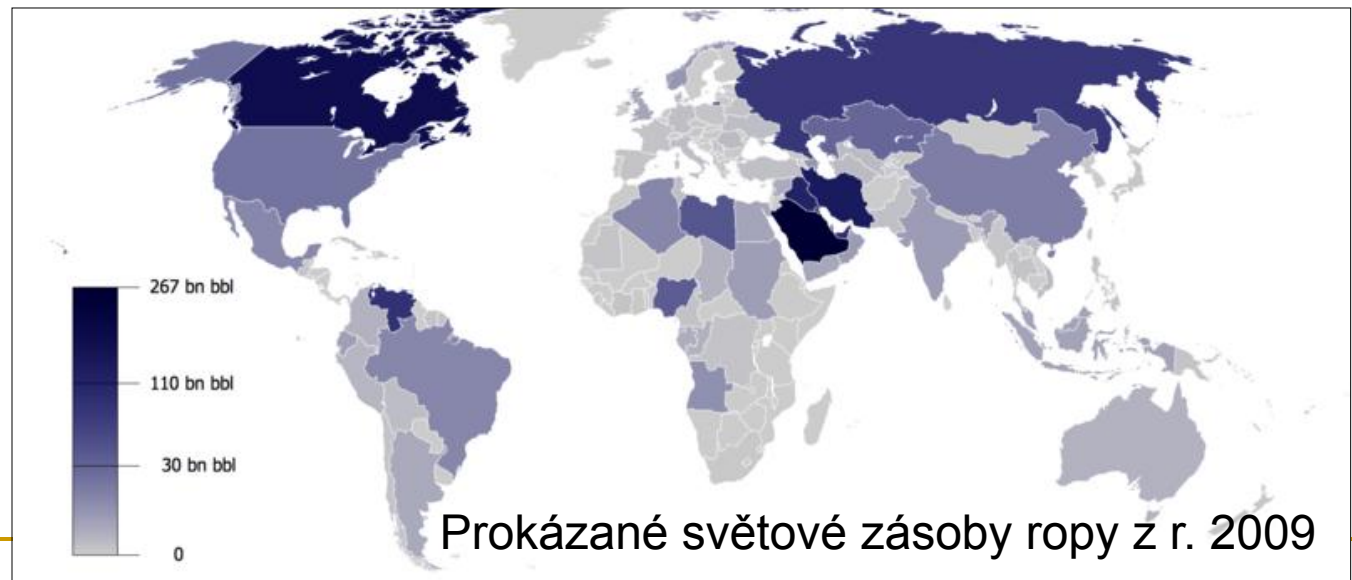 267 bn bbl
110 bn bbl
30 bn bbl
0
Prokázané světové zásoby ropy z r. 2009